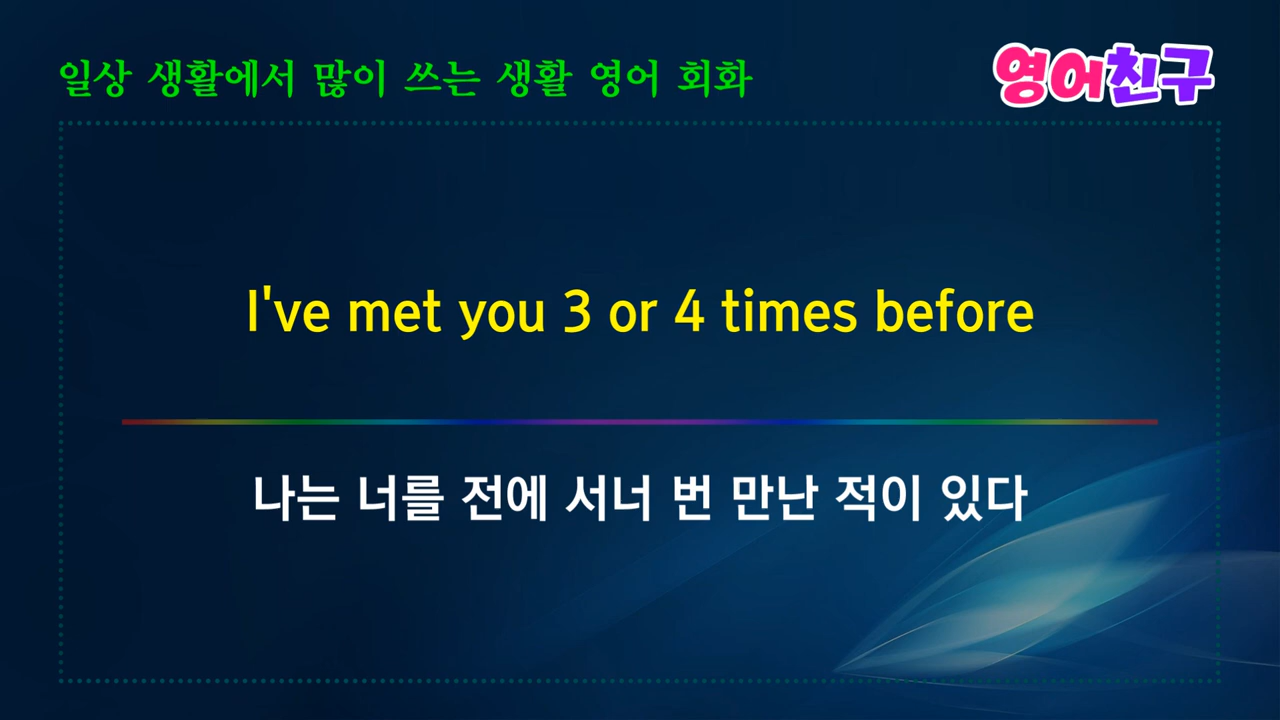 일상 생활에서 많이 쓰는 생활 영어 회화
영어친구
I've met you 3 or 4 times before
나는 너를 전에 서너 번 만난 적이 있다